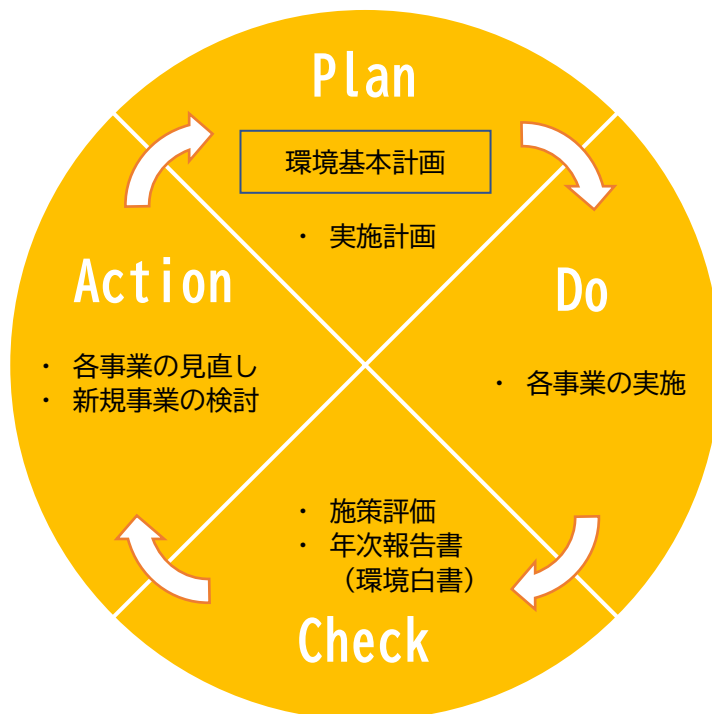 Plan
環境基本計画
・ 実施計画
Do
・ 各事業の実施
・ 施策評価
・ 年次報告書
（環境白書）
Check
Action
・ 各事業の見直し
・ 新規事業の検討